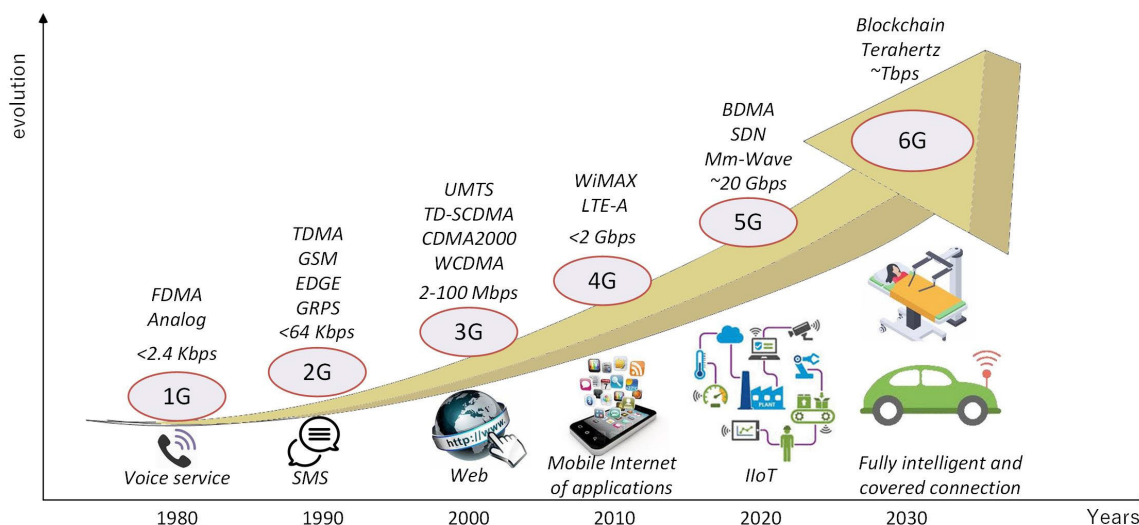 evolution
Blockchain
Terahertz
~Tbps
6G
BDMA
SDN
Mm-Wave
~20 Gbps
5G
WiMAX
LTE-A
<2 Gbps
4G
UMTS
TD-SCDMA
CDMA2000
WCDMA
2-100 Mbps
3G
TDMA
GSM
EDGE
GRPS
<64 Kbps
2G
FDMA
Analog
<2.4 Kbps
1G
Voice service
SMS
http://www.
Web
Mobile Internet
of applications
PLANT
IIoT
Fully intelligent and
covered connection
1980
1990
2000
2010
2020
2030
Years